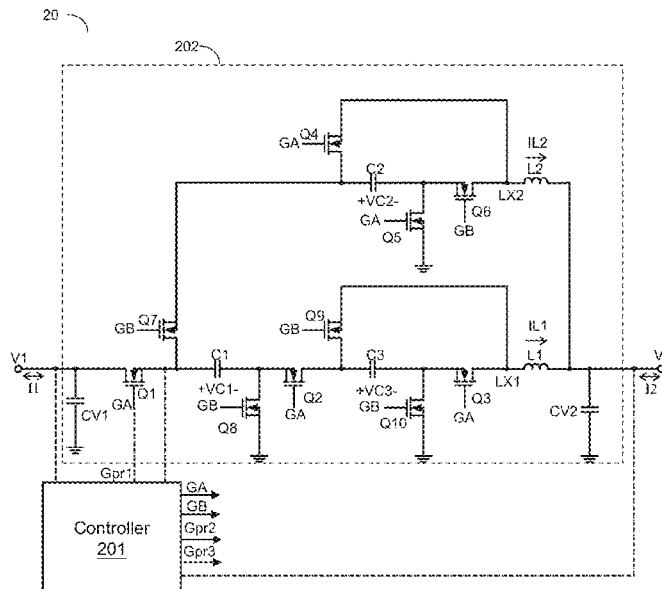 20
202
Q4
GA
C2
IL2
L2
+VC2-
GA
Q5
Q6
GB
LX2
Q7
GB
Q9
GB
IL1
V1
C1
C3
L1
V
I1
Q1
+VC1-
Q2
+VC3-
Q3
LX1
I2
CV1
GA
GB
Q8
GA
GB
Q10
GA
CV2
Gpr1
GA
GB
Gpr2
Gpr3
Controller
201